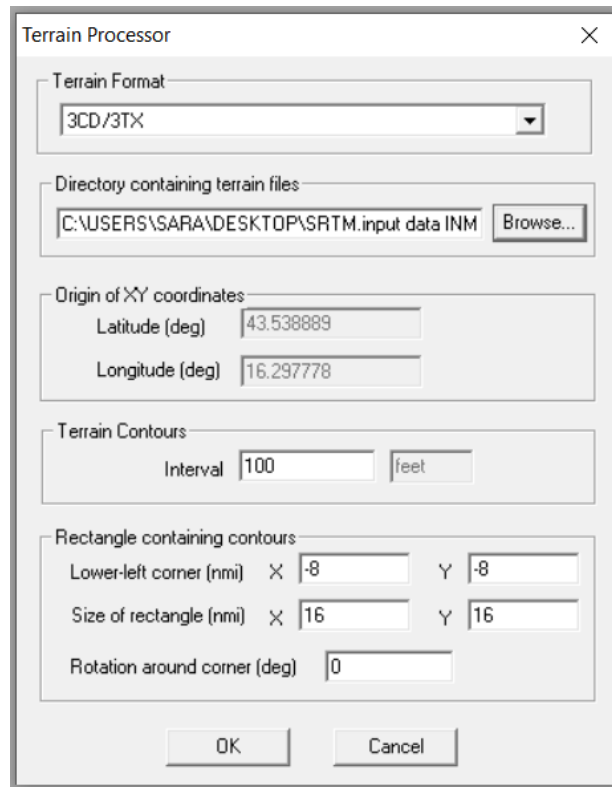 Terrain Processor
Terrain Format
3CD/3TX
Directory containing terrain files
C:\USERS\SARA\DESKTOP\SRTM.input data INM Browse...
Origin of XY coordinates
Latitude (deg) 43.538889
Longitude (deg) 16.297778
Terrain Contours
Interval 100 feet
Rectangle containing contours
Lower-left corner (nmi) X -8 Y -8
Size of rectangle (nmi) X 16 Y 16
Rotation around corner (deg) 0
OK Cancel